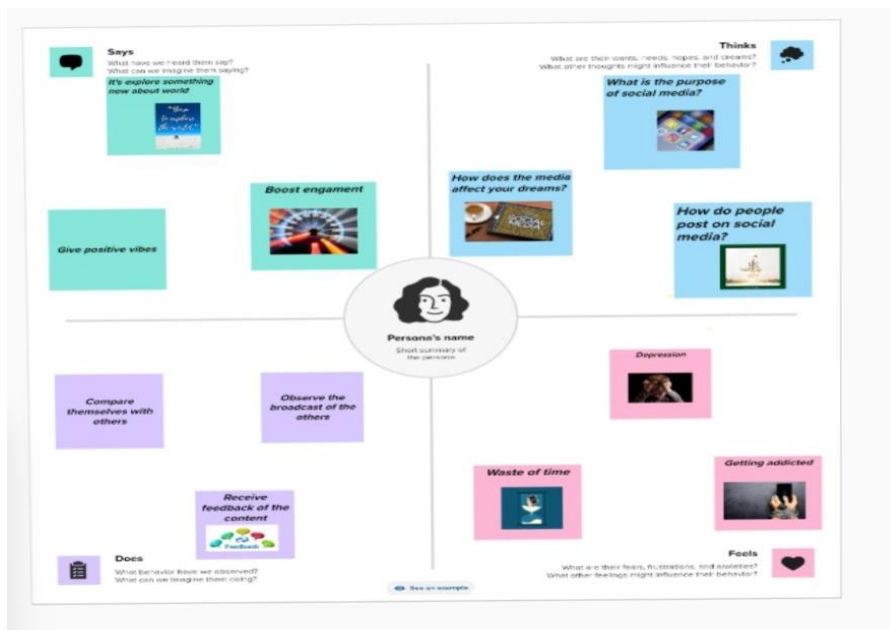 Says
What have we heard them say?
What can we imagine them saying?
It's explore something
new about world
Boost engament
Give positive vibes
Thinks
What are their wants, needs, hopes, and dreams?
What other thoughts might influence their behavior?
What is the purpose
of social media?
How does the media
affect your dreams?
SOCIAL
MEDIA
How do people
post on social
media?
Persona's name
Short summary of
the persona
Compare
themselves with
others
Observe the
broadcast of the
others
Receive
feedback of the
content
Feedback
Does
What behavior have we observed?
What can we imagine them doing?
Depression
Waste of time
Getting addicted
Feels
What are their fears, frustrations, and anxieties?
What other feelings might influence their behavior?
See an example